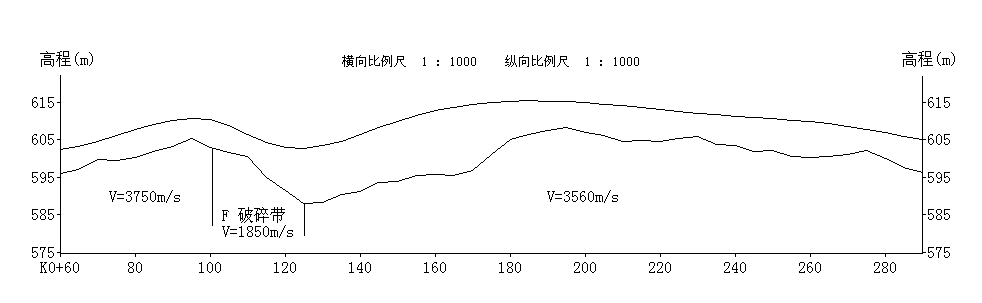 高程(m) 横向比例尺 1 : 1000 纵向比例尺 1 : 1000 高程(m)
615 615
605 605
595 595
V=3750m/s V=3560m/s
585 F 破碎带 585
V=1850m/s
575 575
K0+60 80 100 120 140 160 180 200 220 240 260 280